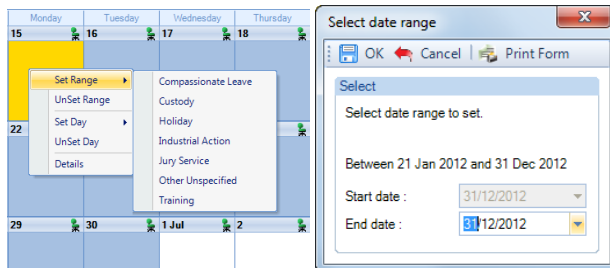 Monday Tuesday Wednesday Thursday
15 16 17 18
Set Range
UnSet Range
Set Day
UnSet Day
Details
Compassionate Leave
Custody
Holiday
Industrial Action
Jury Service
Other Unspecified
Training
22
29 30 1 Jul 2
Select date range
OK Cancel Print Form
Select
Select date range to set.
Between 21 Jan 2012 and 31 Dec 2012
Start date : 31/12/2012
End date : 31/12/2012